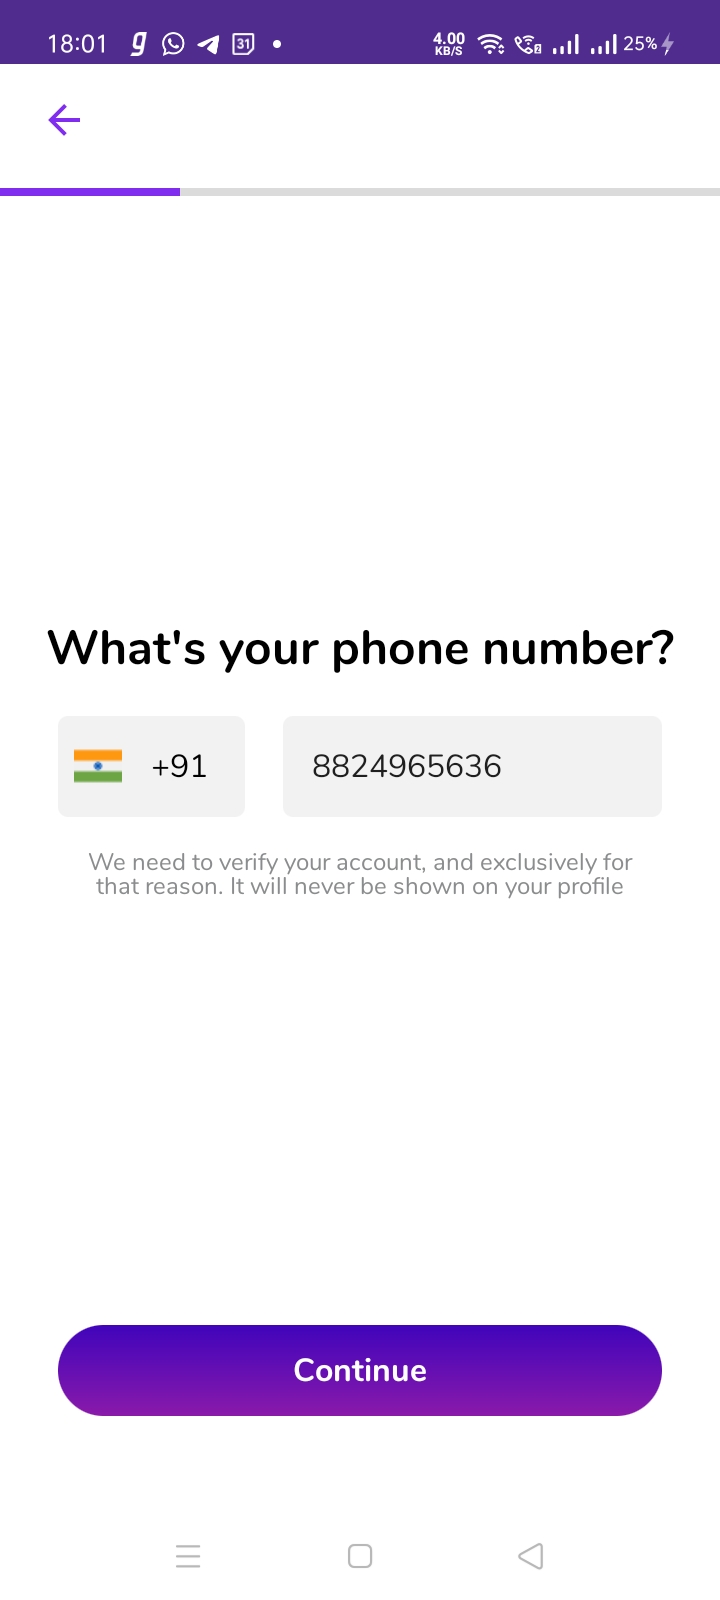 18:01 g 31 4.00 KB/S 2 25%
What's your phone number?
+91 8824965636
We need to verify your account, and exclusively for
that reason. It will never be shown on your profile
Continue